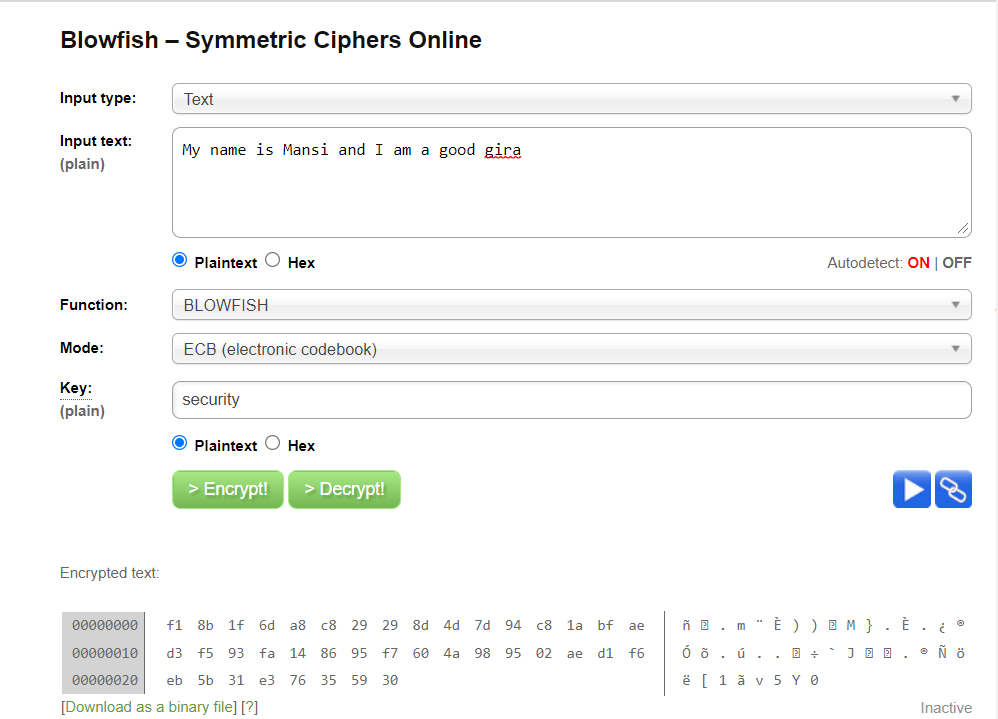 Blowfish – Symmetric Ciphers Online
Input type: Text
Input text: My name is Mansi and I am a good gira
(plain)
Plaintext Hex Autodetect: ON | OFF
Function: BLOWFISH
Mode: ECB (electronic codebook)
Key: security
(plain)
Plaintext Hex
> Encrypt! > Decrypt!
Encrypted text:
00000000 f1 8b 1f 6d a8 c8 29 29 8d 4d 7d 94 c8 1a bf ae ñ . m ¨ È ) ) M } . È . ¿ ®
00000010 d3 f5 93 fa 14 86 95 f7 60 4a 98 95 02 ae d1 f6 Ó õ . ú . . ÷ ` J . ® Ñ ö
00000020 eb 5b 31 e3 76 35 59 30 ë [ 1 ã v 5 Y 0
[Download as a binary file] [?] Inactive